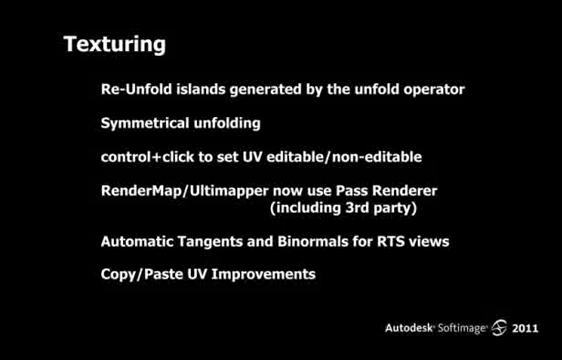 Texturing
Re-Unfold islands generated by the unfold operator
Symmetrical unfolding
control+click to set UV editable/non-editable
RenderMap/Ultimapper now use Pass Renderer
(including 3rd party)
Automatic Tangents and Binormals for RTS views
Copy/Paste UV Improvements
Autodesk® Softimage® 2011